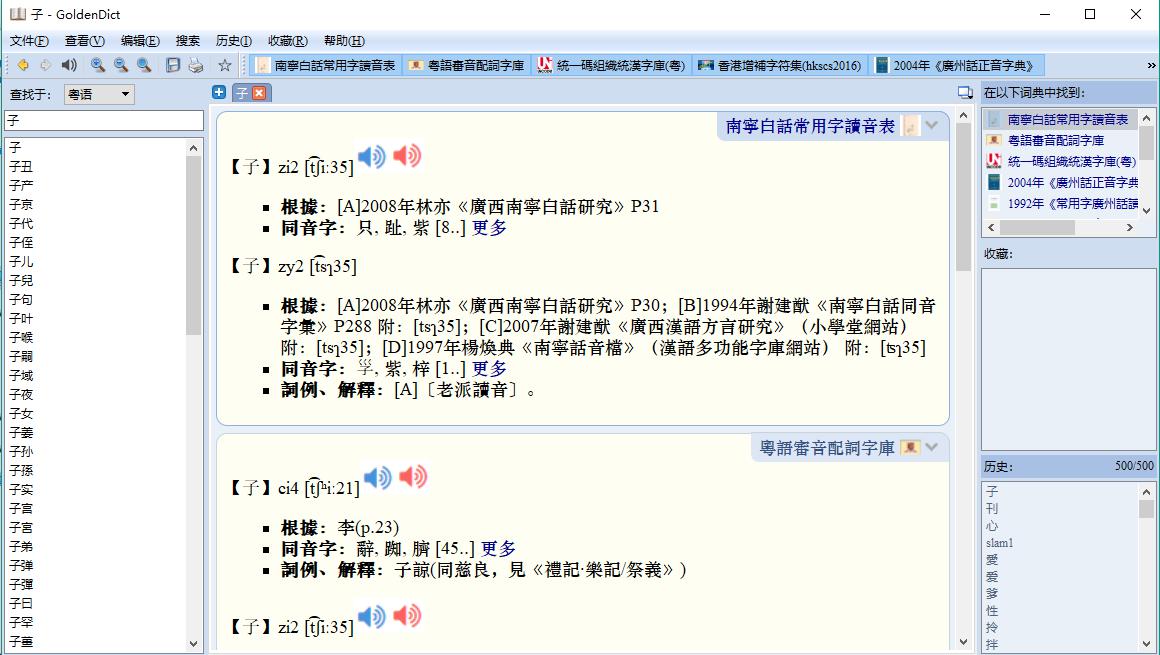 子 - GoldenDict
文件(F) 查看(V) 编辑(E) 搜索 历史(I) 收藏(R) 帮助(H)
南寧白話常用字讀音表 粵語審音配詞字庫 統一碼組織統漢字庫(粵) 香港增補字符集(hkscs2016) 2004年《廣州話正音字典》 »
查找于: 粤语
子
子
子丑
子产
子京
子代
子侄
子儿
子兒
子句
子叶
子喉
子嗣
子域
子夜
子女
子姜
子孙
子孫
子实
子宫
子宮
子弟
子弹
子彈
子曰
子罕
子薑
子
南寧白話常用字讀音表
【子】zi2 [t͡ʃiː35]
根據：[A]2008年林亦《廣西南寧白話研究》P31
同音字：只, 趾, 紫 [8..] 更多
【子】zy2 [t͡sʅ35]
根據：[A]2008年林亦《廣西南寧白話研究》P30；[B]1994年謝建猷《南寧白話同音
字彙》P288 附：[tsʅ35]；[C]2007年謝建猷《廣西漢語方言研究》（小學堂網站）
附：[tsʅ35]；[D]1997年楊煥典《南寧話音檔》（漢語多功能字庫網站） 附：[tsʅ35]
同音字：㜽, 紫, 梓 [1..] 更多
詞例、解釋：[A]〔老派讀音〕。
粵語審音配詞字庫
【子】ci4 [t͡ʃʰiː21]
根據：李(p.23)
同音字：辭, 踟, 臍 [45..] 更多
詞例、解釋：子諒(同慈良，見《禮記·樂記/祭義》)
【子】zi2 [t͡ʃiː35]
在以下词典中找到:
南寧白話常用字讀音表
粵語審音配詞字庫
統一碼組織統漢字庫(粵)
2004年《廣州話正音字典
1992年《常用字廣州話讀
收藏:
历史: 500/500
子
刊
心
slam1
愛
爱
爹
性
拎
拌